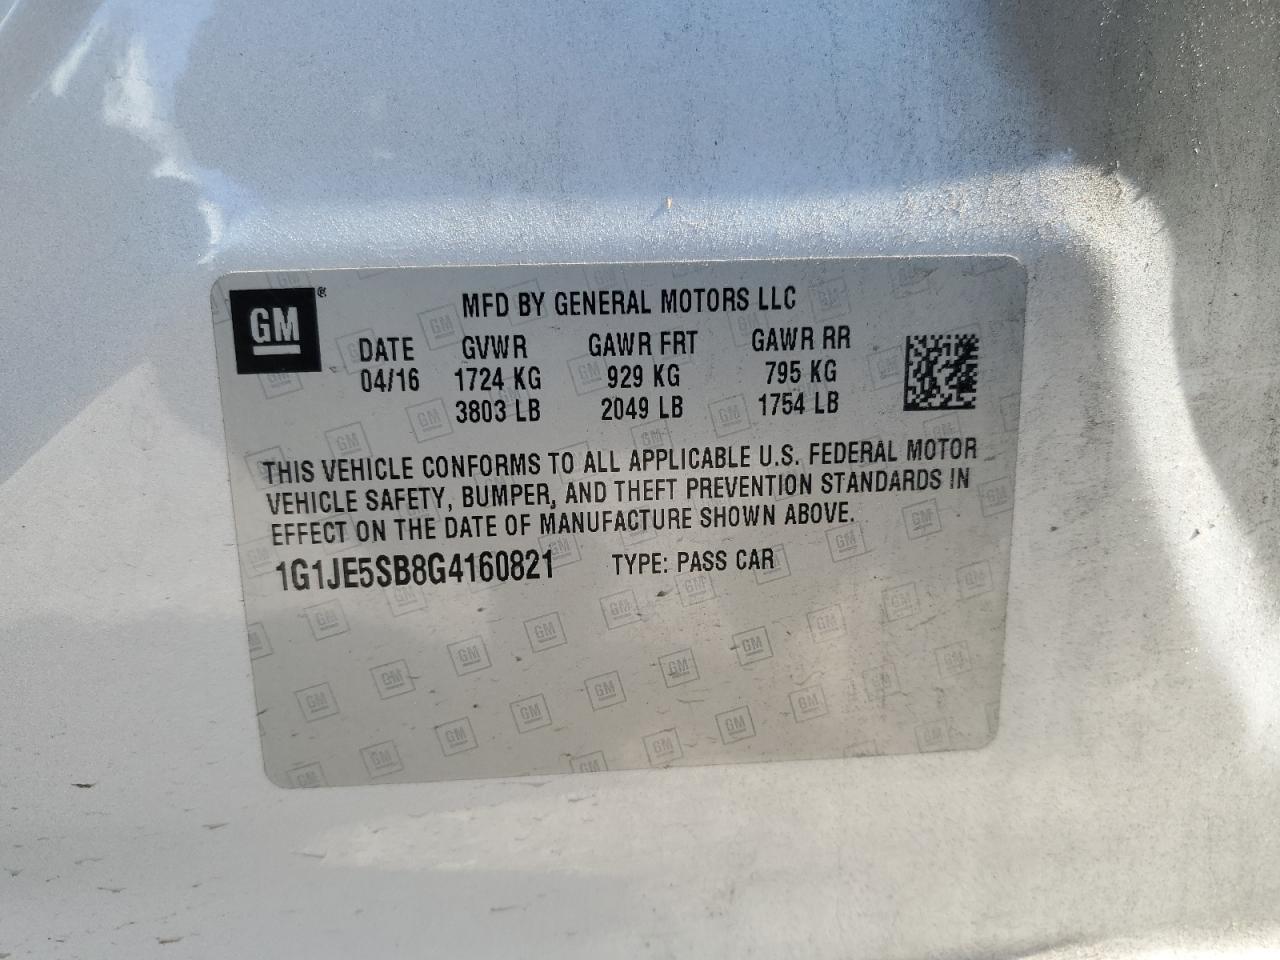 GM®
MFD BY GENERAL MOTORS LLC
DATE GVWR GAWR FRT GAWR RR
04/16 1724 KG 929 KG 795 KG
3803 LB 2049 LB 1754 LB
THIS VEHICLE CONFORMS TO ALL APPLICABLE U.S. FEDERAL MOTOR
VEHICLE SAFETY, BUMPER, AND THEFT PREVENTION STANDARDS IN
EFFECT ON THE DATE OF MANUFACTURE SHOWN ABOVE.
1G1JE5SB8G4160821 TYPE: PASS CAR